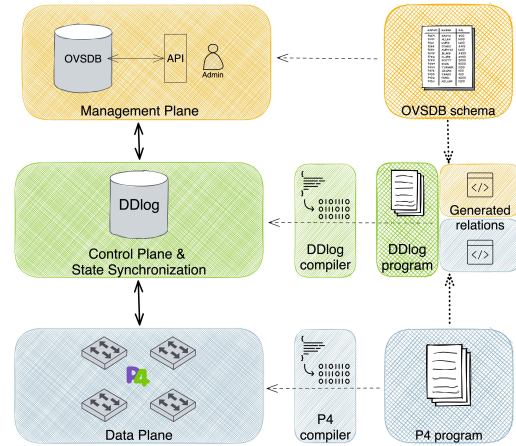 OVSDB
API
Admin
Management Plane
OVSDB schema
DDlog
Control Plane &
State Synchronization
DDlog
compiler
DDlog
program
Generated
relations
P4
Data Plane
P4
compiler
P4 program